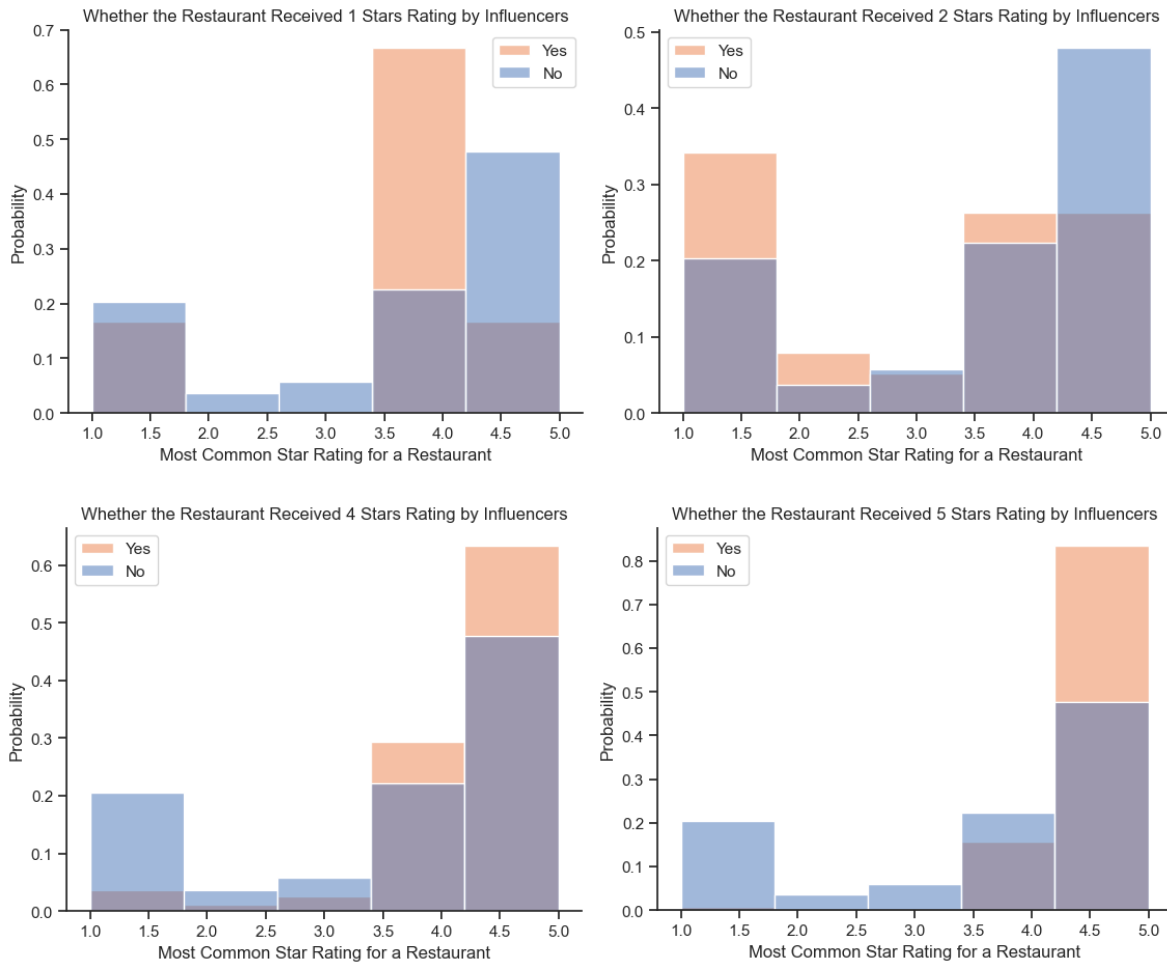 Whether the Restaurant Received 1 Stars Rating by Influencers
0.7
0.6
0.5
0.4
0.3
0.2
0.1
0.0
Probability
Yes
No
1.0 1.5 2.0 2.5 3.0 3.5 4.0 4.5 5.0
Most Common Star Rating for a Restaurant
Whether the Restaurant Received 2 Stars Rating by Influencers
0.5
0.4
0.3
0.2
0.1
0.0
Probability
Yes
No
1.0 1.5 2.0 2.5 3.0 3.5 4.0 4.5 5.0
Most Common Star Rating for a Restaurant
Whether the Restaurant Received 4 Stars Rating by Influencers
0.6
0.5
0.4
0.3
0.2
0.1
0.0
Probability
Yes
No
1.0 1.5 2.0 2.5 3.0 3.5 4.0 4.5 5.0
Most Common Star Rating for a Restaurant
Whether the Restaurant Received 5 Stars Rating by Influencers
0.8
0.7
0.6
0.5
0.4
0.3
0.2
0.1
0.0
Probability
Yes
No
1.0 1.5 2.0 2.5 3.0 3.5 4.0 4.5 5.0
Most Common Star Rating for a Restaurant